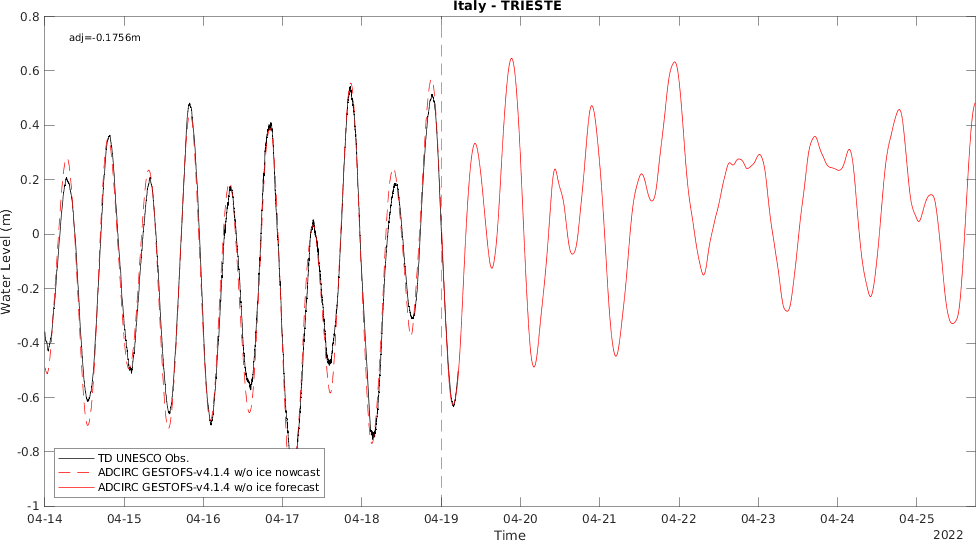 Italy - TRIESTE
adj=-0.1756m
0.8
0.6
0.4
0.2
0
-0.2
-0.4
-0.6
-0.8
-1
Water Level (m)
TD UNESCO Obs.
ADCIRC GESTOFS-v4.1.4 w/o ice nowcast
ADCIRC GESTOFS-v4.1.4 w/o ice forecast
04-14 04-15 04-16 04-17 04-18 04-19 04-20 04-21 04-22 04-23 04-24 04-25
Time
2022